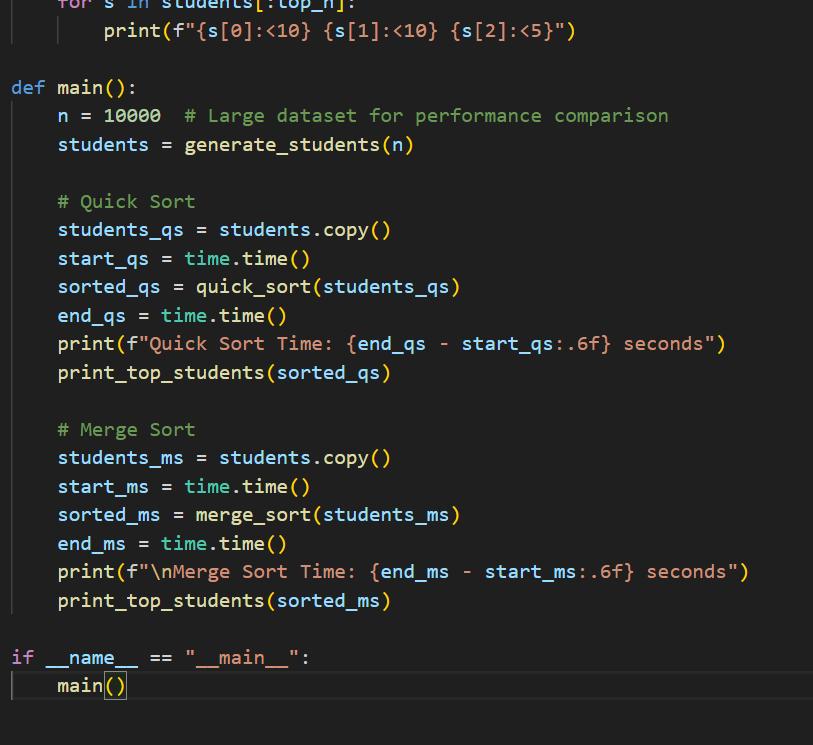 for s in students[:top_n]:
print(f"{s[0]:<10} {s[1]:<10} {s[2]:<5}")
def main():
n = 10000  # Large dataset for performance comparison
students = generate_students(n)
# Quick Sort
students_qs = students.copy()
start_qs = time.time()
sorted_qs = quick_sort(students_qs)
end_qs = time.time()
print(f"Quick Sort Time: {end_qs - start_qs:.6f} seconds")
print_top_students(sorted_qs)
# Merge Sort
students_ms = students.copy()
start_ms = time.time()
sorted_ms = merge_sort(students_ms)
end_ms = time.time()
print(f"\nMerge Sort Time: {end_ms - start_ms:.6f} seconds")
print_top_students(sorted_ms)
if __name__ == "__main__":
main()